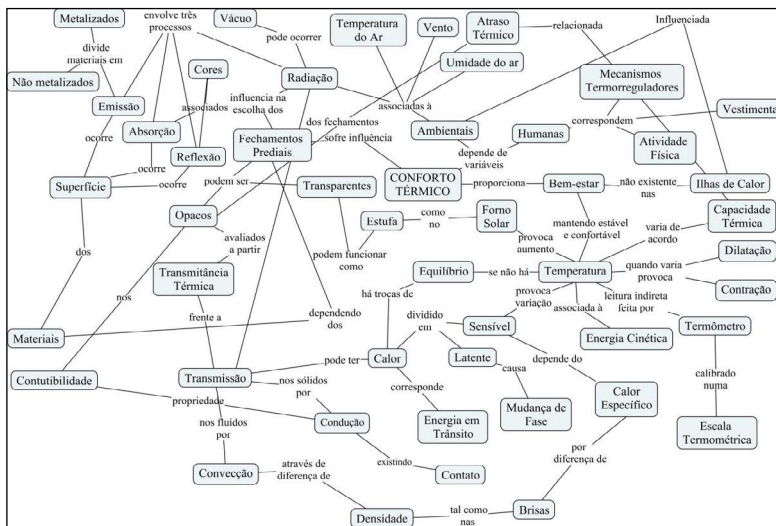 Metalizados
envolve três
processos
Vácuo
Temperatura
do Ar
Vento
Atraso
Térmico
relacionada
Influenciada
divide
materiais em
pode ocorrer
Umidade do ar
Não metalizados
Cores
Radiação
Mecanismos
Termorreguladores
Emissão
associados
influencia na
escolha dos
dos fechamentos
associadas à
Vestimenta
Absorção
Fechamentos
Prediais
sofre influência
Ambientais
Humanas
correspondem
Atividade
Física
ocorre
ocorre
Reflexão
depende de
variáveis
Superfície
ocorre
podem ser
Transparentes
CONFORTO
TÉRMICO
proporciona
Bem-estar
não existente
nas
Ilhas de Calor
Opacos
Estufa
como
no
Forno
Solar
mantendo estável
e confortável
varia de
acordo
Capacidade
Térmica
dos
avaliados
a partir
podem funcionar
como
provoca
aumento
Dilatação
Transmitância
Térmica
Equilíbrio
se não há
Temperatura
quando varia
provoca
nos
há trocas de
provoca
variação
associada à
leitura indireta
feita por
Contração
Materiais
frente a
dependendo
dos
dividido
em
Sensível
Energia Cinética
Termômetro
Contutibilidade
Transmissão
pode ter
Calor
Latente
depende do
calibrado
numa
propriedade
nos sólidos
por
corresponde
causa
Calor
Específico
nos fluidos
por
Condução
Energia em
Trânsito
Mudança de
Fase
Escala
Termométrica
Convecção
através de
diferença de
existindo
Contato
por
diferença de
Densidade
tal como
nas
Brisas